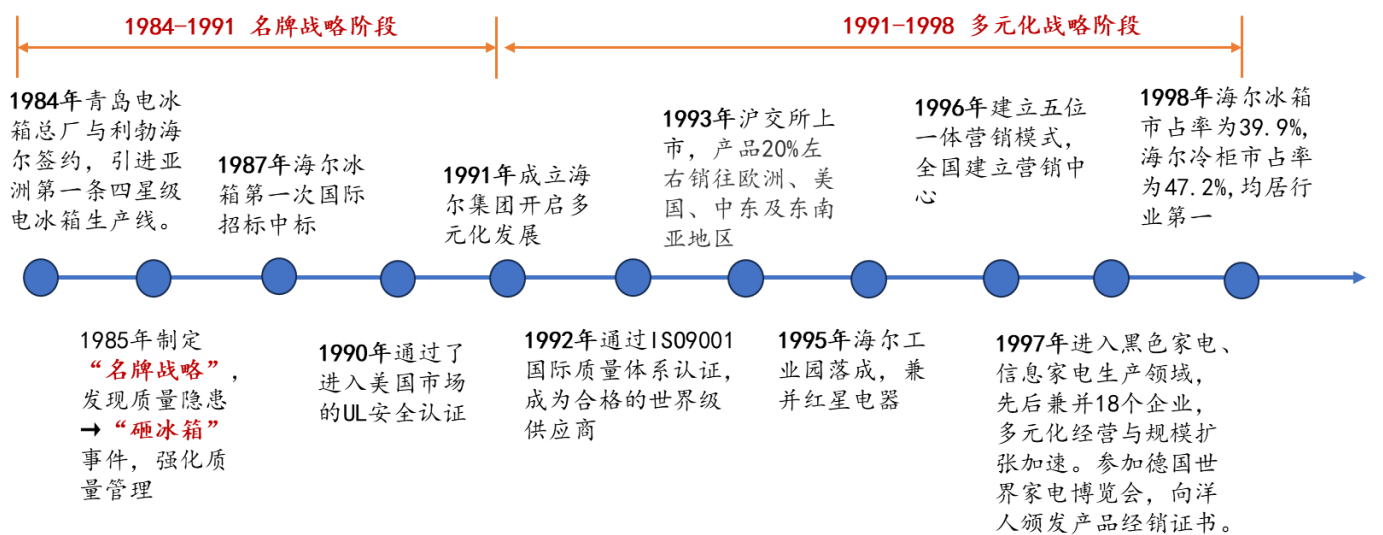 1984-1991 名牌战略阶段
1991-1998 多元化战略阶段
1984年青岛电冰
箱总厂与利勃海
尔签约，引进亚
洲第一条四星级
电冰箱生产线。
1985年制定
“名牌战略”，
发现质量隐患
→“砸冰箱”
事件，强化质
量管理
1987年海尔冰
箱第一次国际
招标中标
1990年通过了
进入美国市场
的UL安全认证
1991年成立海
尔集团开启多
元化发展
1992年通过ISO9001
国际质量体系认证，
成为合格的世界级
供应商
1993年沪交所上
市，产品20%左
右销往欧洲、美
国、中东及东南
亚地区
1995年海尔工
业园落成，兼
并红星电器
1996年建立五位
一体营销模式，
全国建立营销中
心
1997年进入黑色家电、
信息家电生产领域，
先后兼并18个企业，
多元化经营与规模扩
张加速。参加德国世
界家电博览会，向洋
人颁发产品经销证书。
1998年海尔冰箱
市占率为39.9%，
海尔冷柜市占率
为47.2%，均居行
业第一